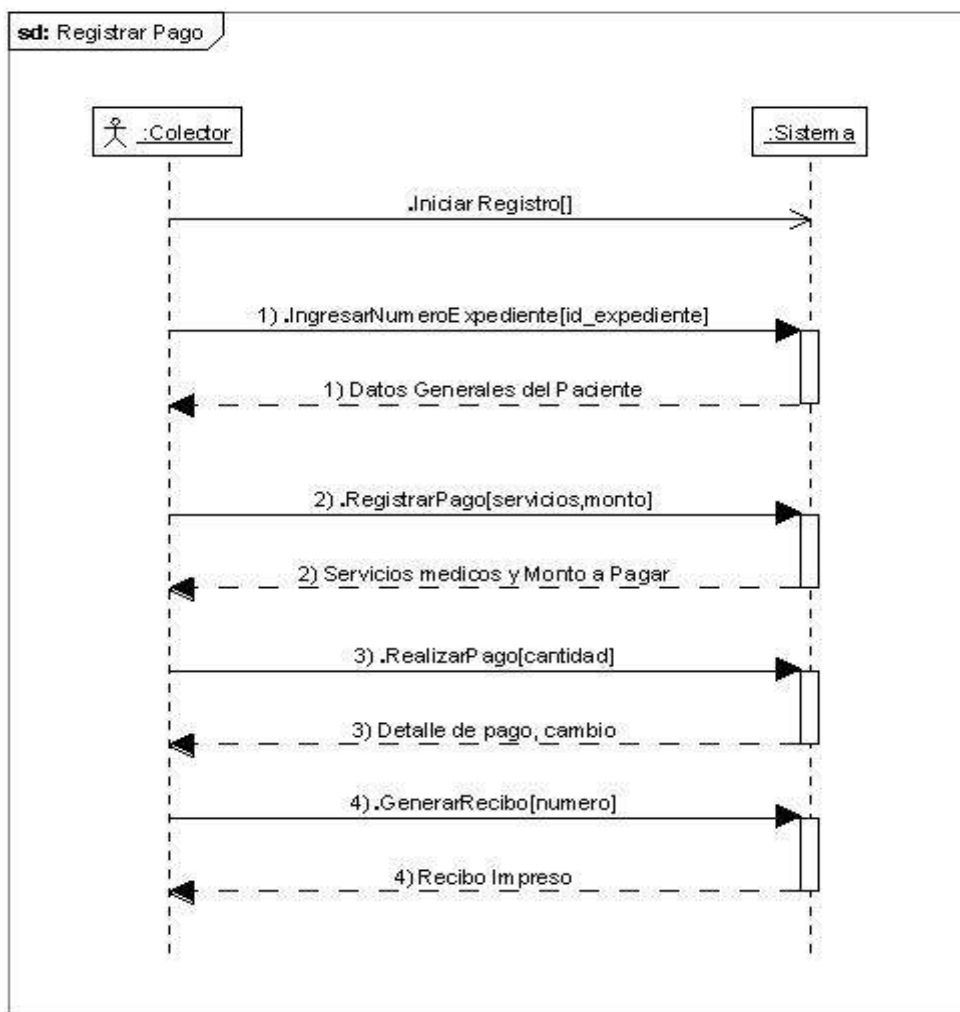 sd: Registrar Pago
:Colector
:Sistema
.Iniciar Registro[]
1) .IngresarNumeroExpediente[id_expediente]
1) Datos Generales del Paciente
2) .RegistrarPago[servicios,monto]
2) Servicios medicos y Monto a Pagar
3) .RealizarPago[cantidad]
3) Detalle de pago, cambio
4) .GenerarRecibo[numero]
4) Recibo Impreso